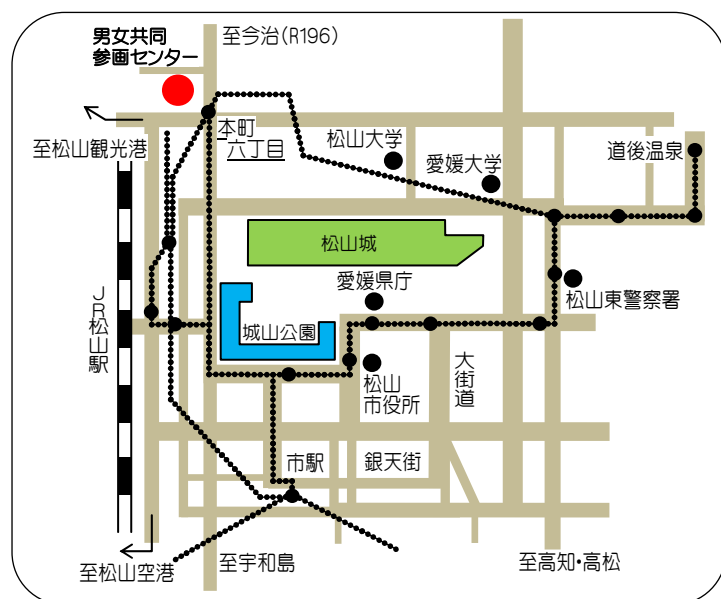 男女共同
参画センター
至今治(R196)
至松山観光港
本町
六丁目
松山大学
愛媛大学
道後温泉
松山城
愛媛県庁
松山東警察署
JR松山駅
城山公園
松山
市役所
大街道
市駅
銀天街
至松山空港
至宇和島
至高知・高松